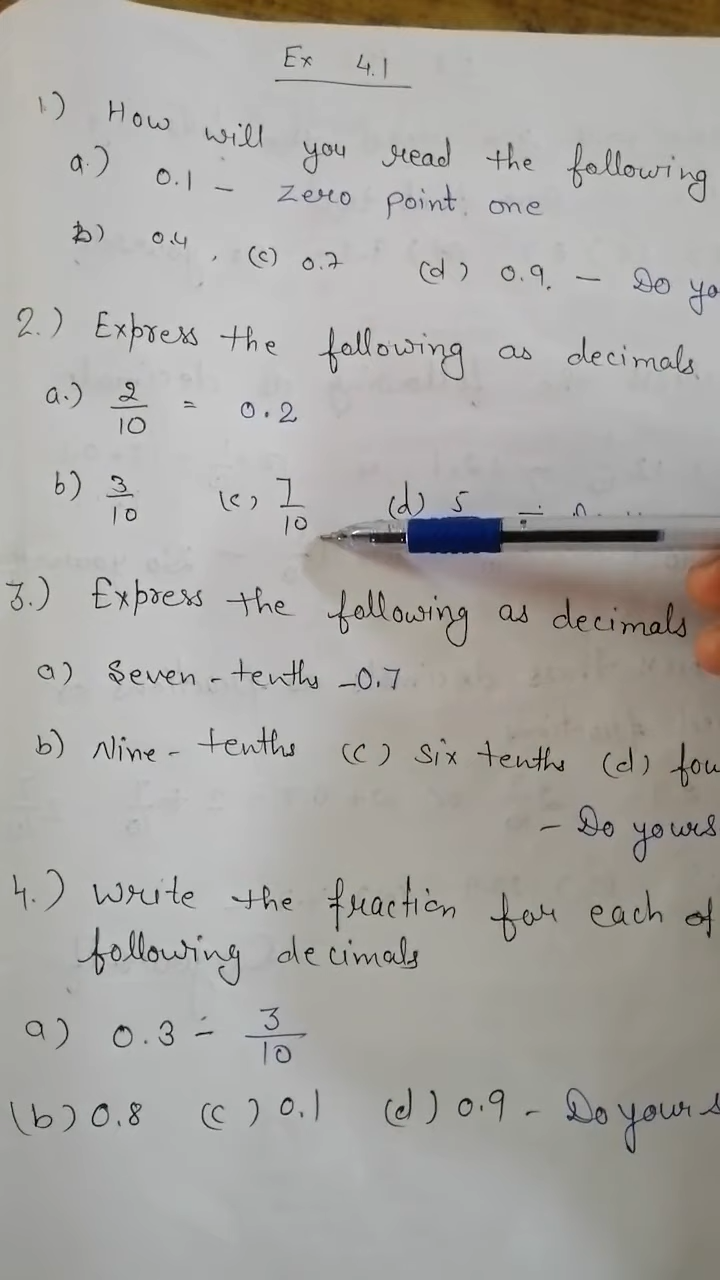 Ex 4.1
1.) How will you read the following
a.) 0.1 - zero point one
b) 0.4, (c) 0.7 (d) 0.9. - Do yo
2.) Express the following as decimals.
a.) 2/10 = 0.2
b) 3/10 (c) 7/10 (d) 5
3.) Express the following as decimals
a) Seven-tenths -0.7
b) Nine-tenths (c) six tenths (d) fou
- Do yours
4.) Write the fraction for each of
following decimals
a) 0.3 = 3/10
(b) 0.8 (c) 0.1 (d) 0.9 - Do yours